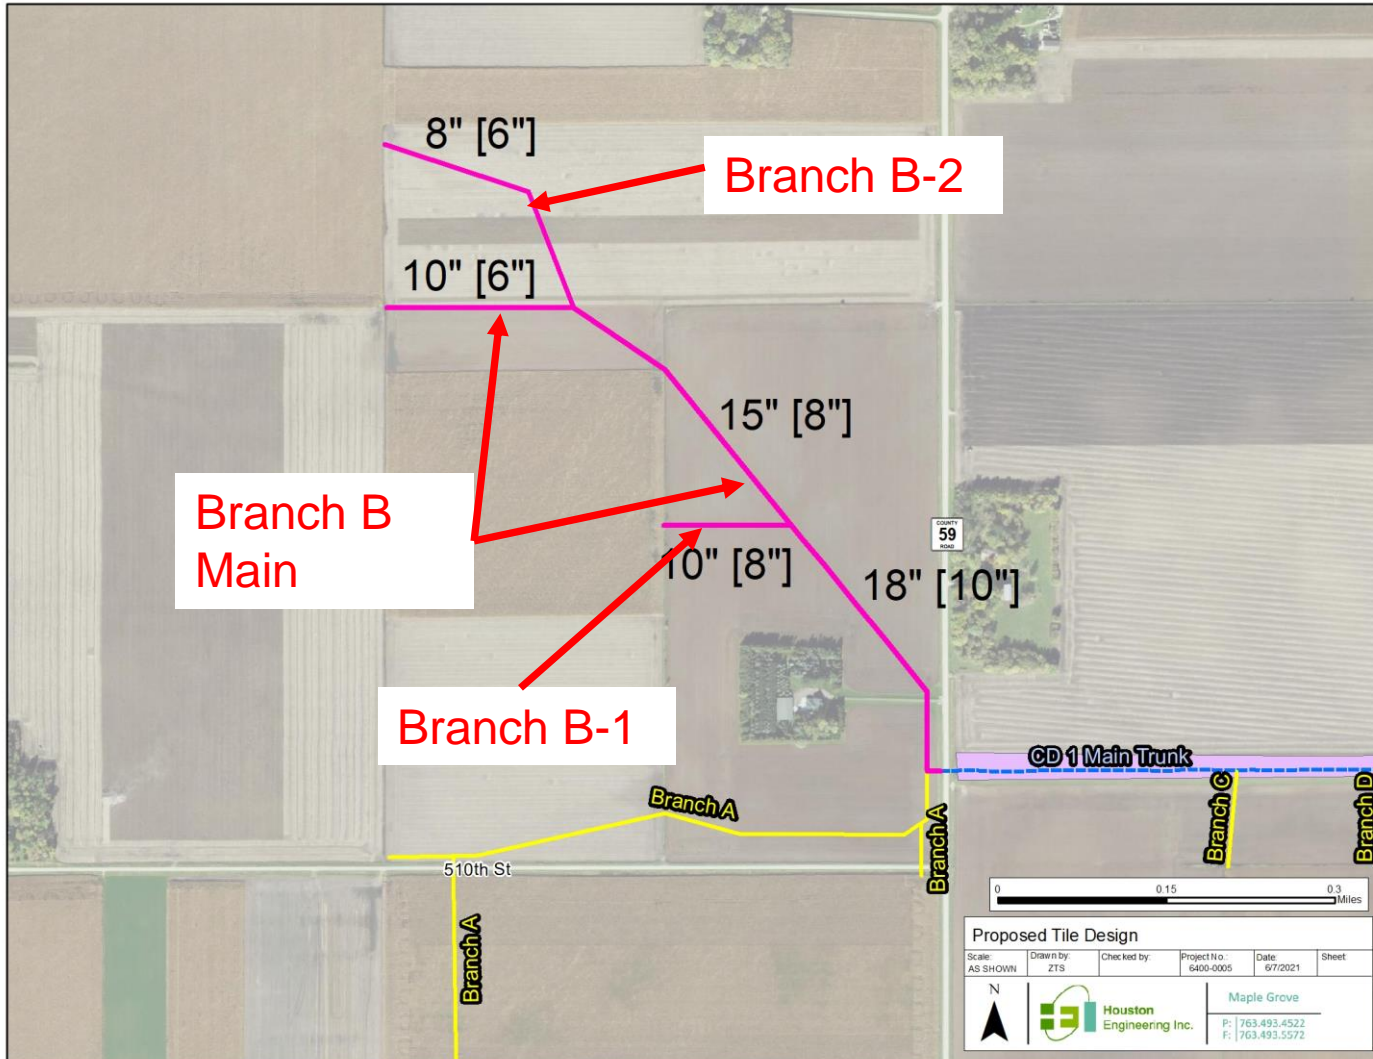 8" [6"]
Branch B-2
10" [6"]
15" [8"]
Branch B
Main
COUNTY
59
ROAD
10" [8"]
18" [10"]
Branch B-1
CD 1 Main Trunk
Branch A
Branch A
Branch C
Branch D
510th St
Branch A
0 0.15 0.3
Miles
Proposed Tile Design
Scale: AS SHOWN
Drawn by: ZTS
Checked by:
Project No.: 6400-0005
Date: 6/7/2021
Sheet
N
Houston
Engineering Inc.
Maple Grove
P: 763.493.4522
F: 763.493.5572